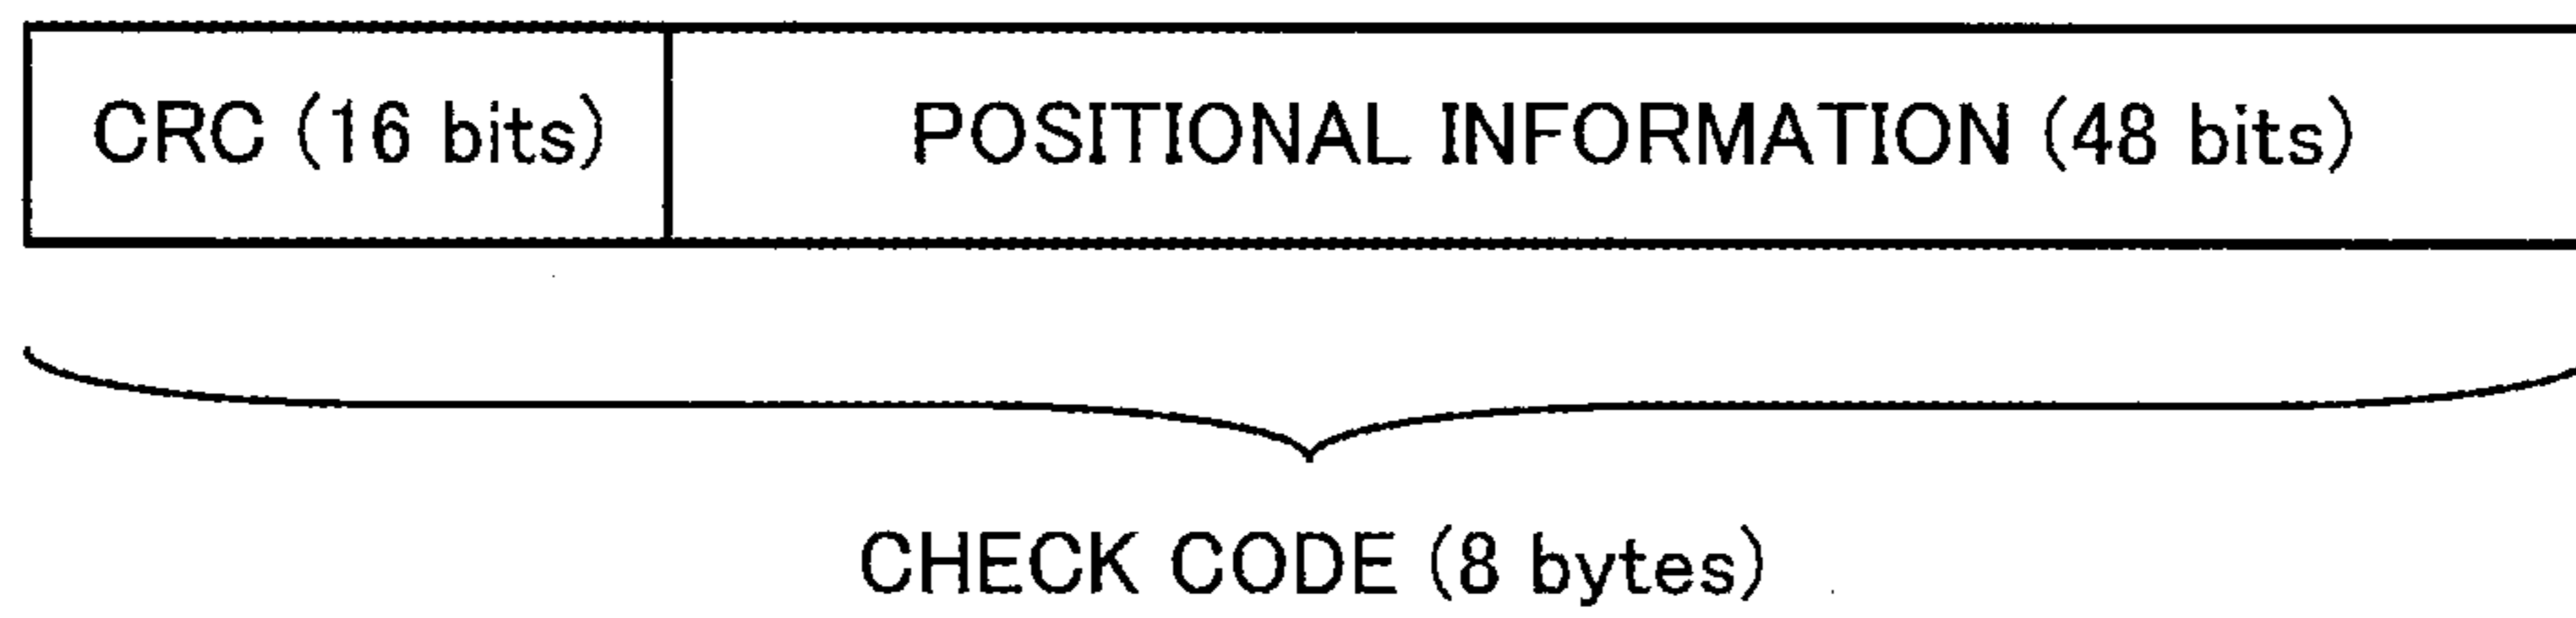 CRC (16 bits) POSITIONAL INFORMATION (48 bits)
CHECK CODE (8 bytes)